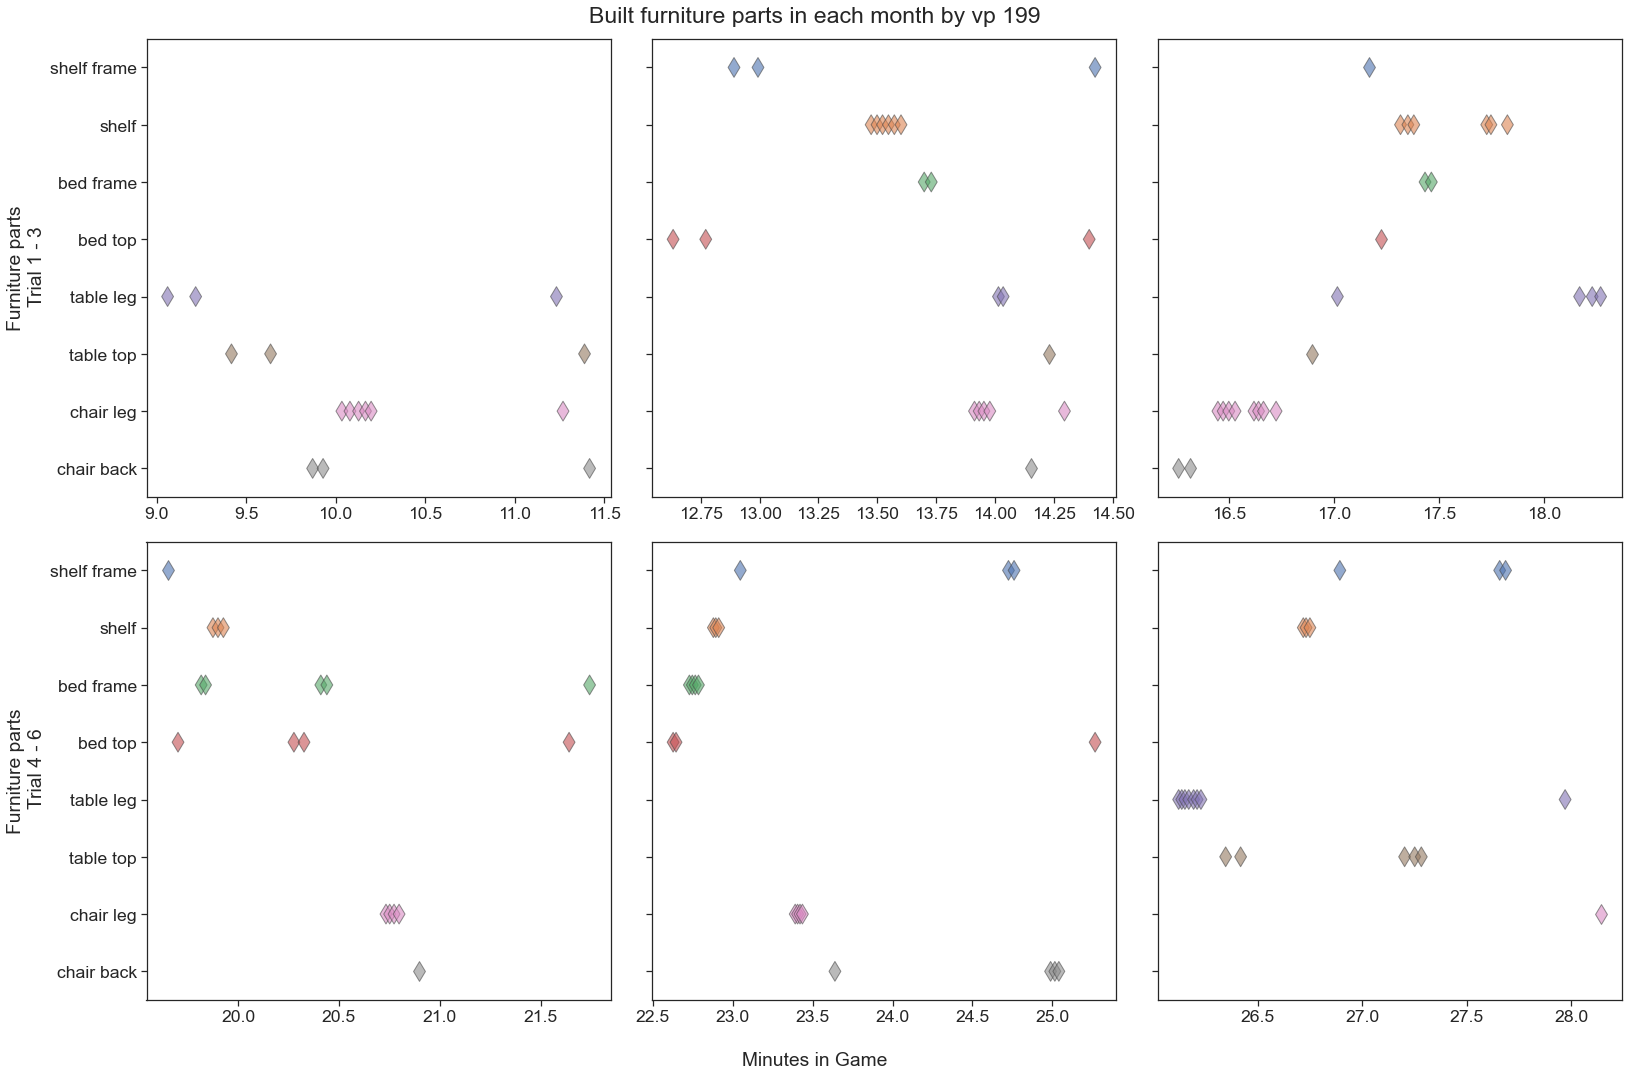 Built furniture parts in each month by vp 199
Furniture parts
Trial 1 - 3
shelf frame
shelf
bed frame
bed top
table leg
table top
chair leg
chair back
9.0 9.5 10.0 10.5 11.0 11.5
12.75 13.00 13.25 13.50 13.75 14.00 14.25 14.50
16.5 17.0 17.5 18.0
Furniture parts
Trial 4 - 6
shelf frame
shelf
bed frame
bed top
table leg
table top
chair leg
chair back
20.0 20.5 21.0 21.5
22.5 23.0 23.5 24.0 24.5 25.0
26.5 27.0 27.5 28.0
Minutes in Game